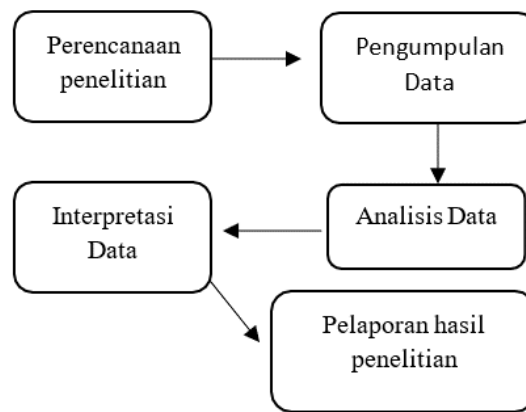 Perencanaan
penelitian
Pengumpulan
Data
Analisis Data
Interpretasi
Data
Pelaporan hasil
penelitian